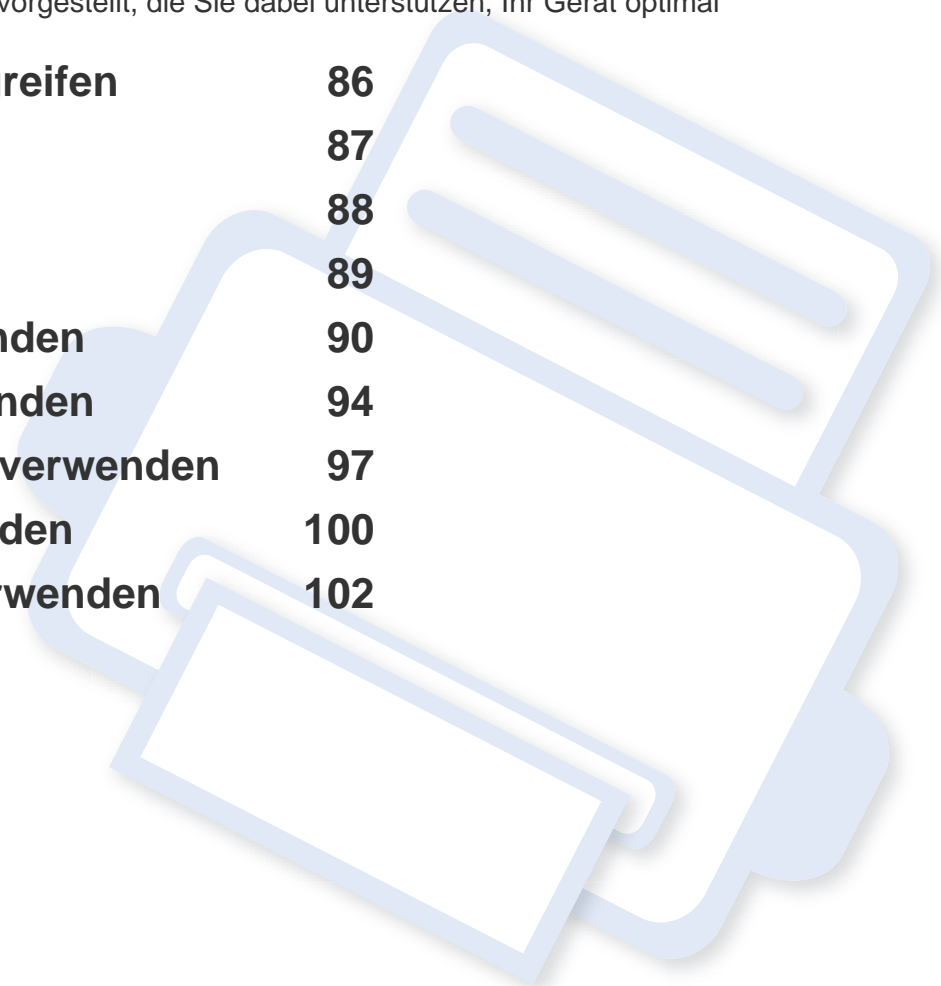 vorgestellt, die Sie dabei unterstützen, Ihr Gerät optimal
greifen 86
87
88
89
nden 90
nden 94
verwenden 97
den 100
rwenden 102